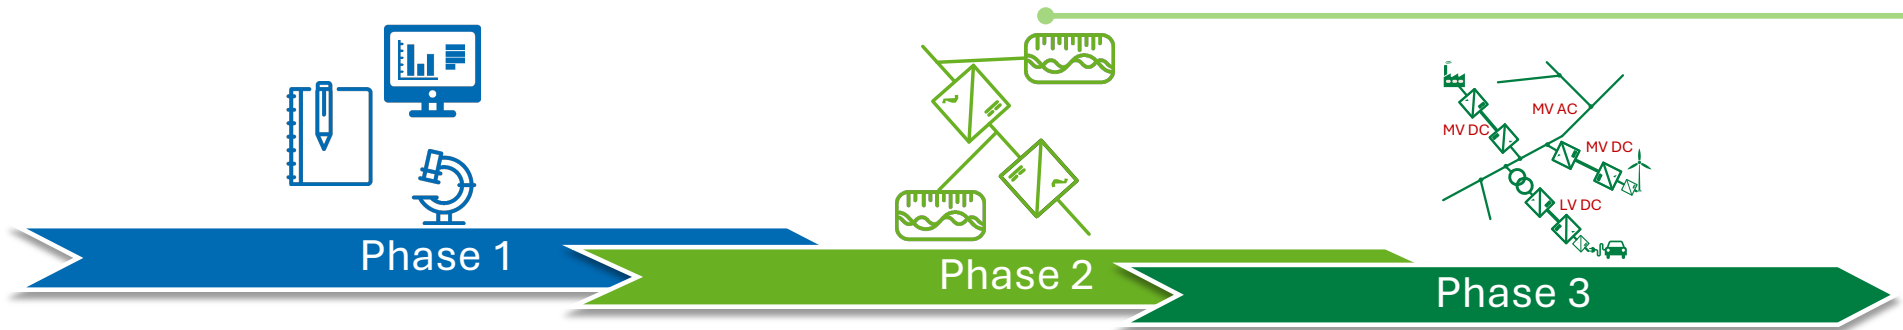 MV AC
MV DC
MV DC
LV DC
Phase 1
Phase 2
Phase 3